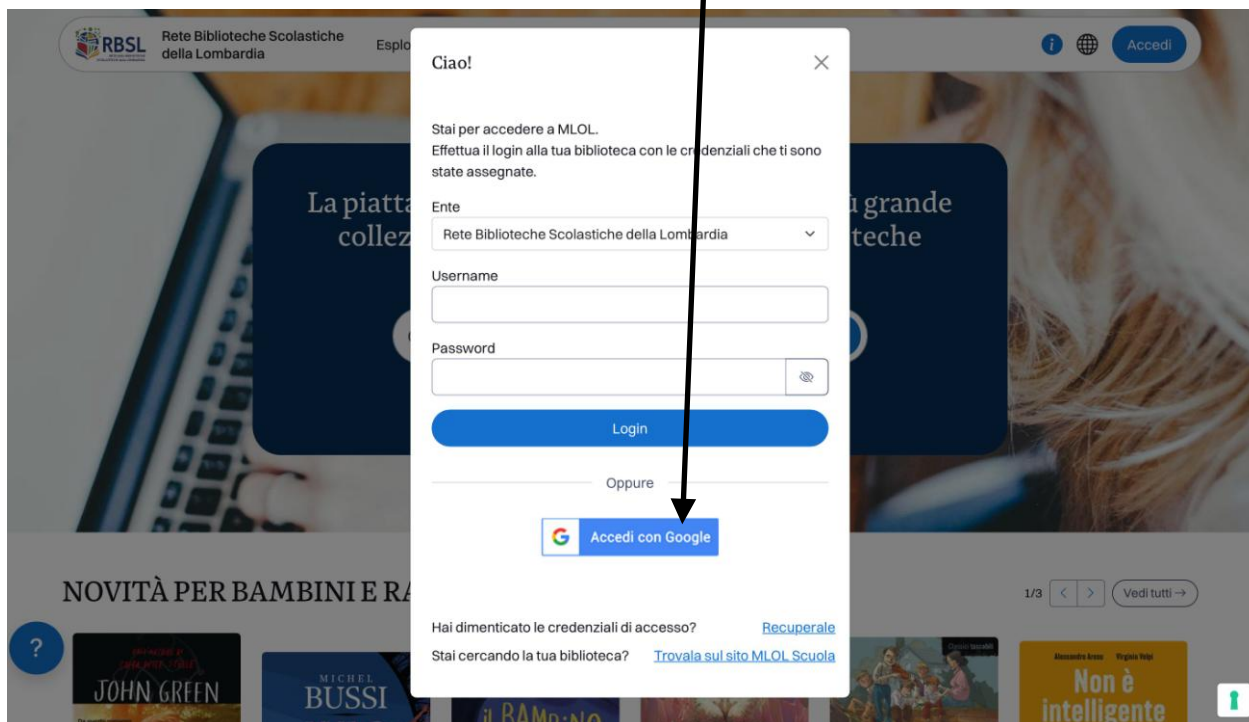 RBSL
Rete Biblioteche Scolastiche
della Lombardia
Esplo
Accedi
Ciao!
Stai per accedere a MLOL.
Effettua il login alla tua biblioteca con le credenziali che ti sono
state assegnate.
Ente
Rete Biblioteche Scolastiche della Lombardia
Username
Password
Login
Oppure
Accedi con Google
Hai dimenticato le credenziali di accesso? Recuperale
Stai cercando la tua biblioteca? Trovala sul sito MLOL Scuola
La piatta
ù grande
collez
teche
NOVITÀ PER BAMBINI E RA
1/3
Vedi tutti →
?
JOHN GREEN
MICHEL
BUSSI
il BAMBINO
Alessandra Arena Virginia Volpi
Non è
intelligente